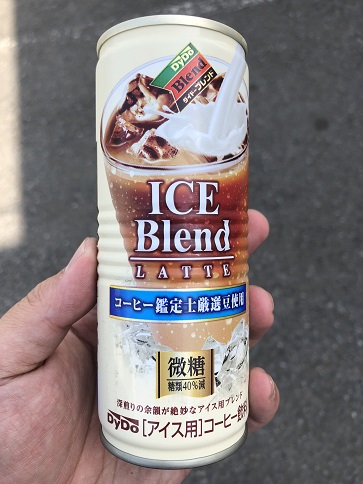 DyDo
Blend
ダイドーブレンド
ICE
Blend
LATTE
コーヒー鑑定士厳選豆使用
微糖
糖類40%減
深煎りの余韻が絶妙なアイス用ブレンド
DyDo [アイス用]コーヒー飲料